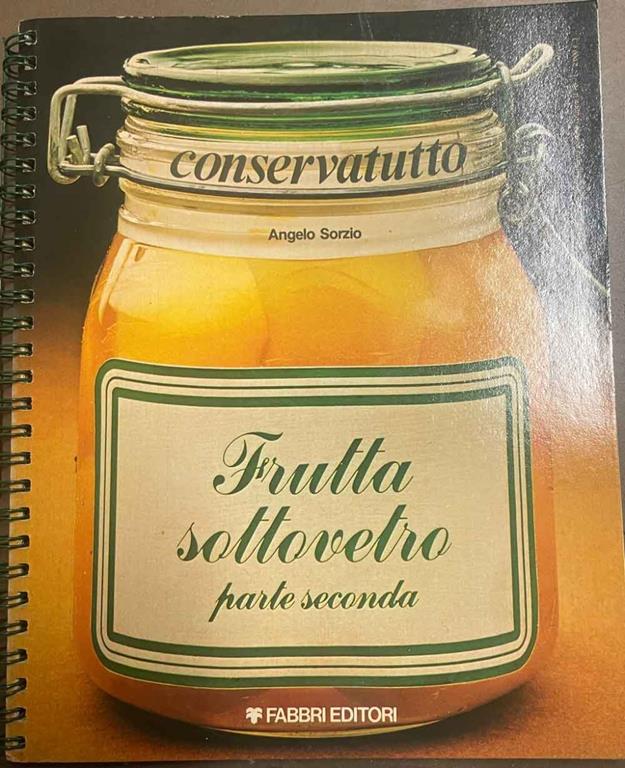 conservatutto
Angelo Sorzio
Frutta
sottovetro
parte seconda
FABBRI EDITORI